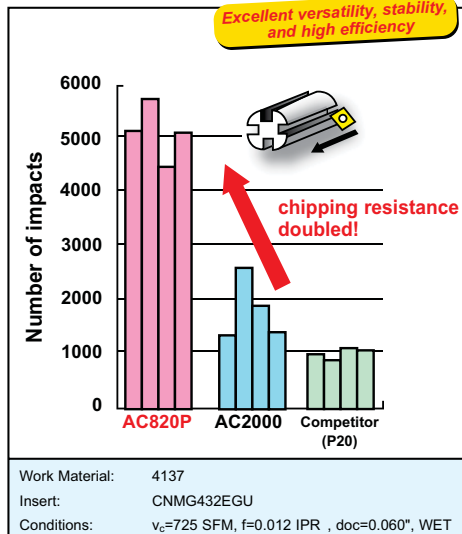 Excellent versatility, stability,
and high efficiency
6000
5000
4000
3000
2000
1000
0
Number of impacts
chipping resistance
doubled!
AC820P
AC2000
Competitor
(P20)
Work Material: 4137
Insert: CNMG432EGU
Conditions: vc=725 SFM, f=0.012 IPR , doc=0.060", WET